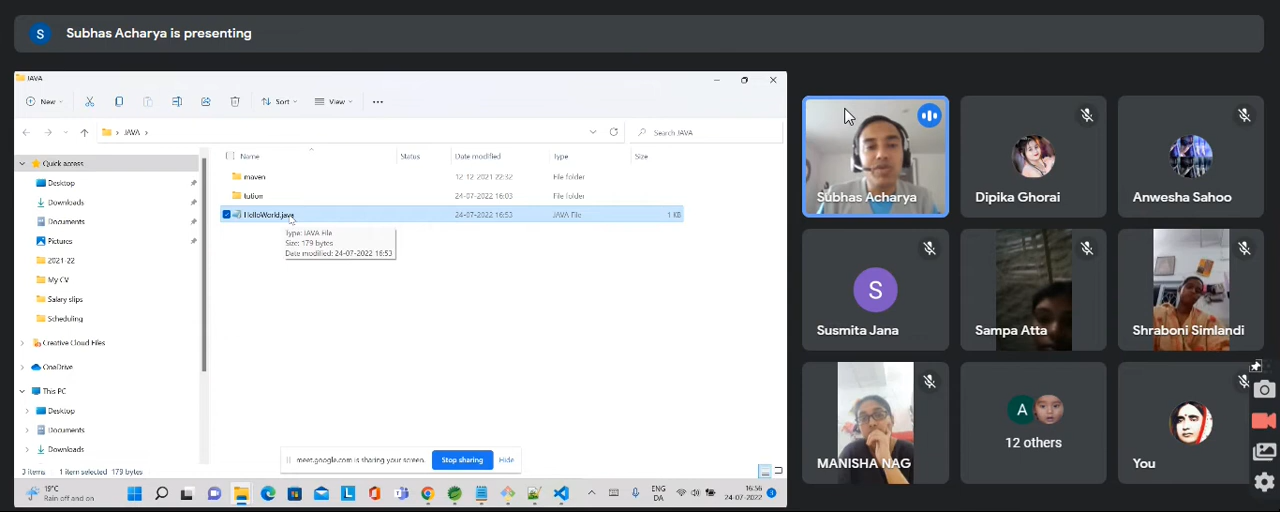 S Subhas Acharya is presenting
JAVA
New
Sort
View
JAVA
Search JAVA
Name Status Date modified Type Size
Quick access
Desktop
Downloads
Documents
Pictures
2021-22
My CV
Salary slips
Scheduling
Creative Cloud Files
OneDrive
This PC
Desktop
Documents
Downloads
maven 12-12-2021 22:32 File folder
tution 24-07-2022 16:03 File folder
HelloWorld.java 24-07-2022 16:53 JAVA File 1 KB
Type: JAVA File
Size: 179 bytes
Date modified: 24-07-2022 16:53
meet.google.com is sharing your screen. Stop sharing Hide
3 items 1 item selected 179 bytes
19°C
Rain off and on
ENG
DA
16:56
24-07-2022
Subhas Acharya
Dipika Ghorai
Anwesha Sahoo
S
Susmita Jana
Sampa Atta
Shraboni Simlandi
MANISHA NAG
A
12 others
You